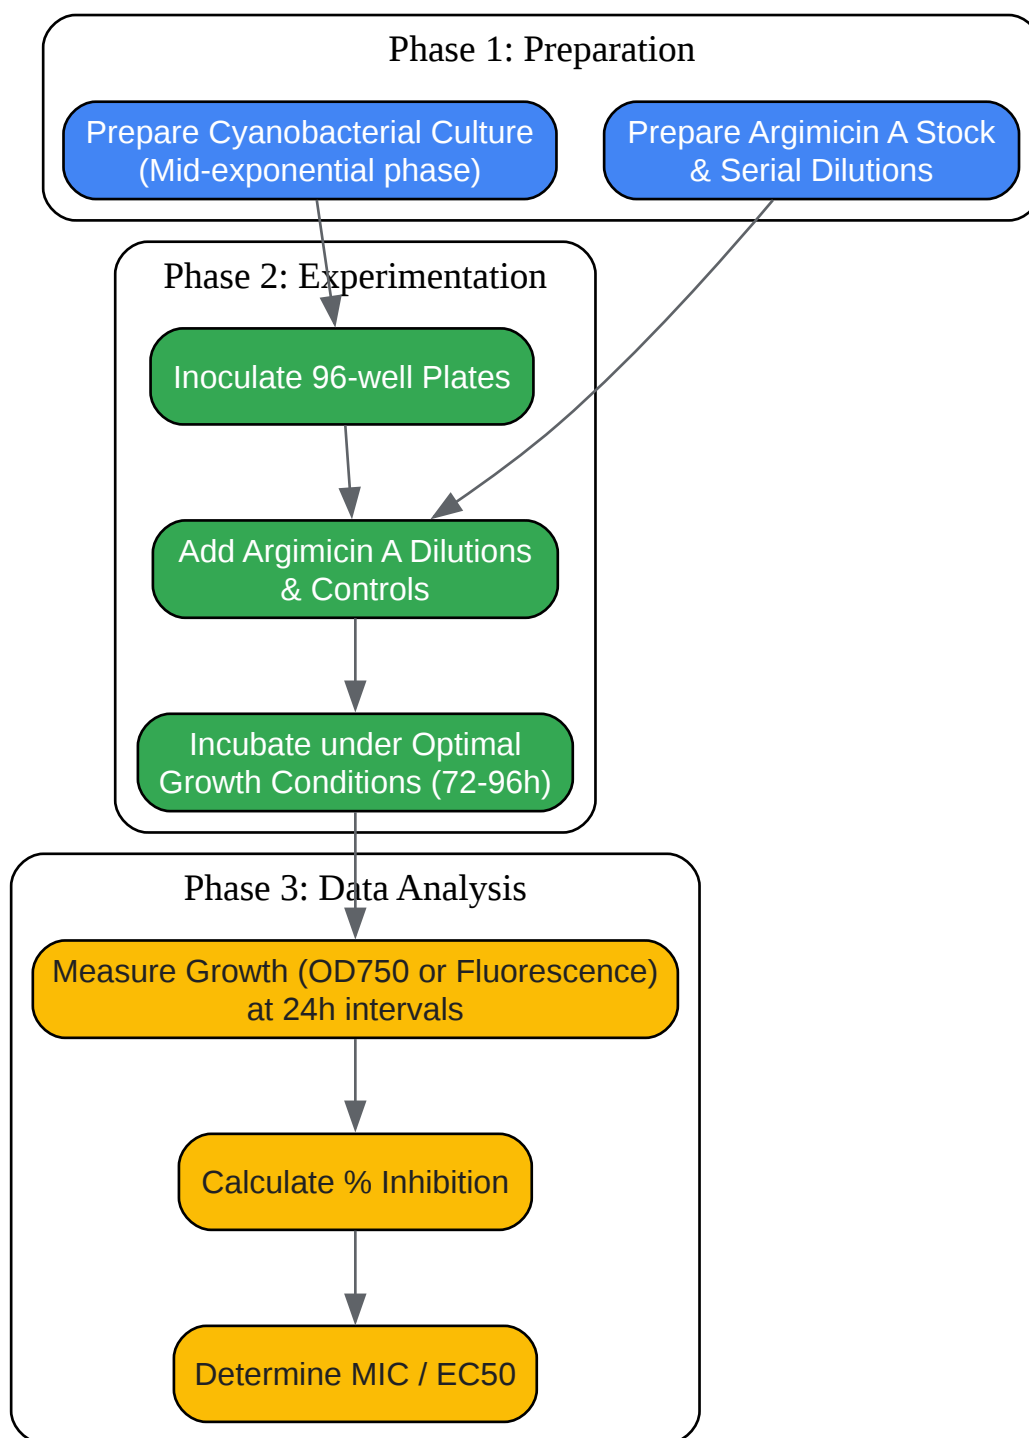 Phase 1: Preparation
Prepare Cyanobacterial Culture
(Mid-exponential phase)
Prepare Argimicin A Stock
& Serial Dilutions
Phase 2: Experimentation
Inoculate 96-well Plates
Add Argimicin A Dilutions
& Controls
Incubate under Optimal
Growth Conditions (72-96h)
Phase 3: Data Analysis
Measure Growth (OD750 or Fluorescence)
at 24h intervals
Calculate % Inhibition
Determine MIC / EC50